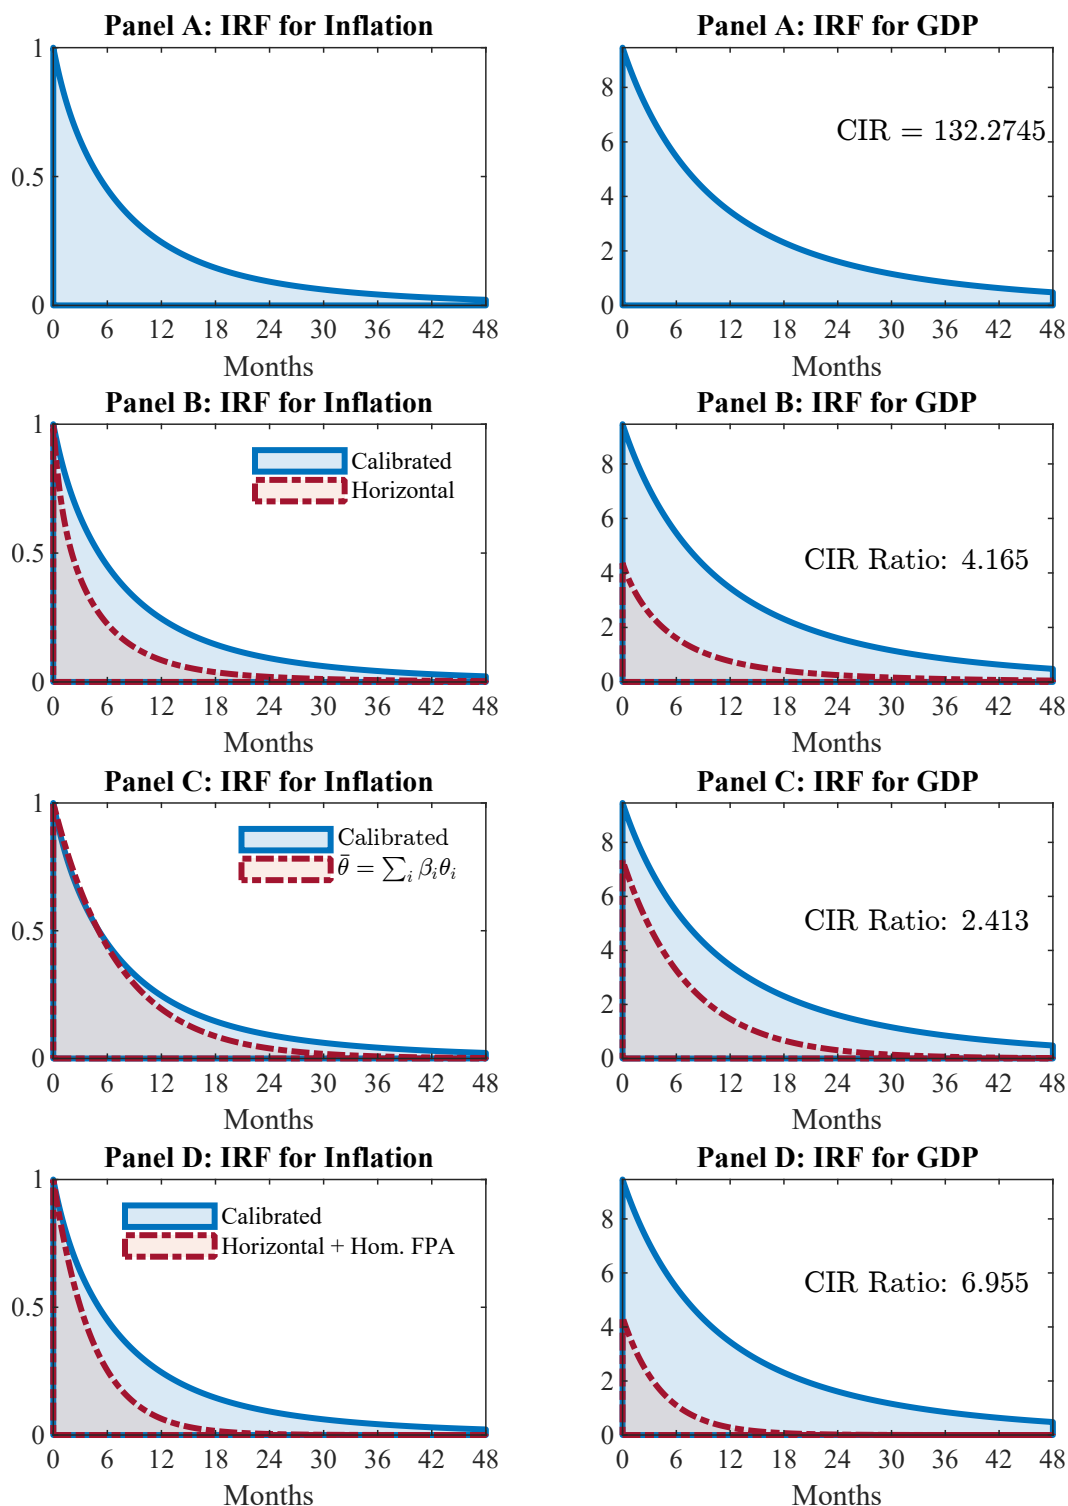 Panel A: IRF for Inflation
1
0.5
0
0 6 12 18 24 30 36 42 48
Months
Panel A: IRF for GDP
8
6
4
2
0
CIR = 132.2745
0 6 12 18 24 30 36 42 48
Months
Panel B: IRF for Inflation
1
0.5
0
Calibrated
Horizontal
0 6 12 18 24 30 36 42 48
Months
Panel B: IRF for GDP
8
6
4
2
0
CIR Ratio: 4.165
0 6 12 18 24 30 36 42 48
Months
Panel C: IRF for Inflation
1
0.5
0
Calibrated
θ̄ = ∑ᵢ βᵢθᵢ
0 6 12 18 24 30 36 42 48
Months
Panel C: IRF for GDP
8
6
4
2
0
CIR Ratio: 2.413
0 6 12 18 24 30 36 42 48
Months
Panel D: IRF for Inflation
1
0.5
0
Calibrated
Horizontal + Hom. FPA
0 6 12 18 24 30 36 42 48
Months
Panel D: IRF for GDP
8
6
4
2
0
CIR Ratio: 6.955
0 6 12 18 24 30 36 42 48
Months